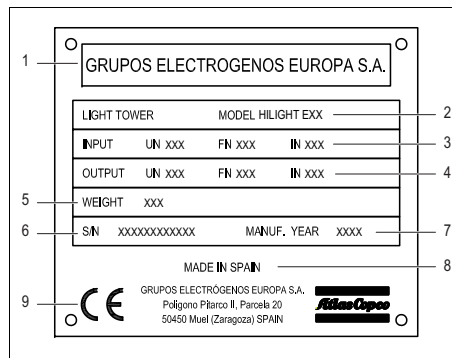 1 GRUPOS ELECTROGENOS EUROPA S.A.
LIGHT TOWER MODEL HILIGHT EXX 2
INPUT UN XXX FN XXX IN XXX 3
OUTPUT UN XXX FN XXX IN XXX 4
5 WEIGHT XXX
6 S/N XXXXXXXXXXXX MANUF. YEAR XXXX 7
MADE IN SPAIN 8
9 CE
GRUPOS ELECTRÓGENOS EUROPA S.A.
Poligono Pitarco II, Parcela 20
50450 Muel (Zaragoza) SPAIN
Atlas Copco